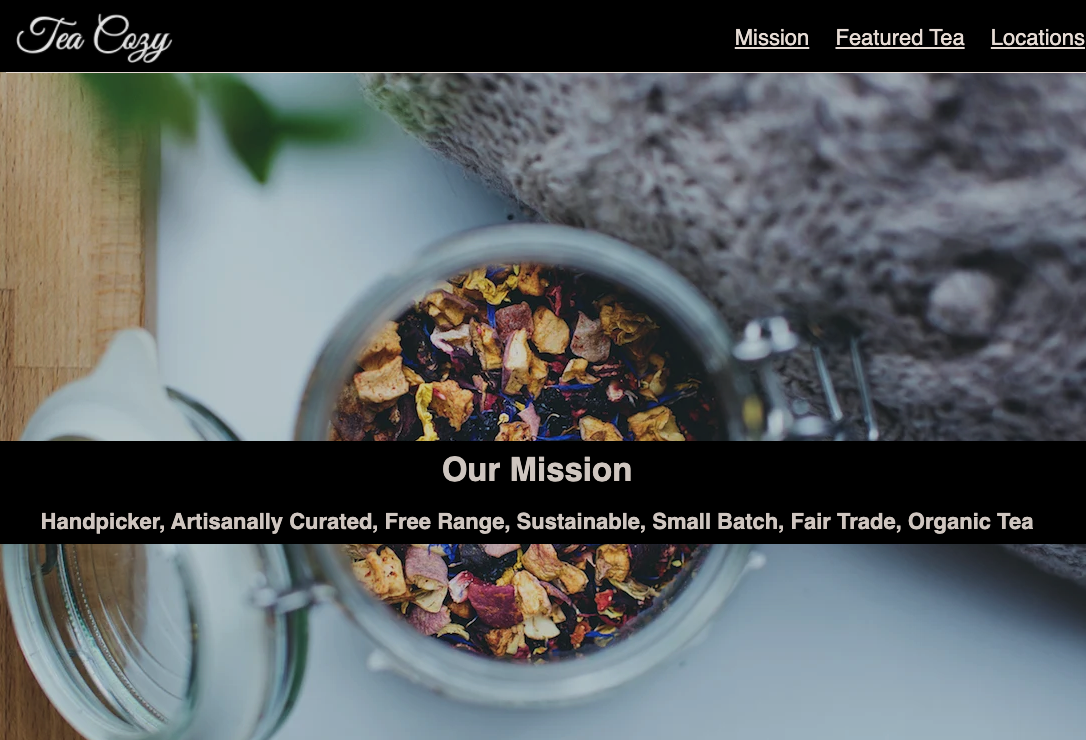 Tea Cozy
Mission Featured Tea Locations
Our Mission
Handpicker, Artisanally Curated, Free Range, Sustainable, Small Batch, Fair Trade, Organic Tea